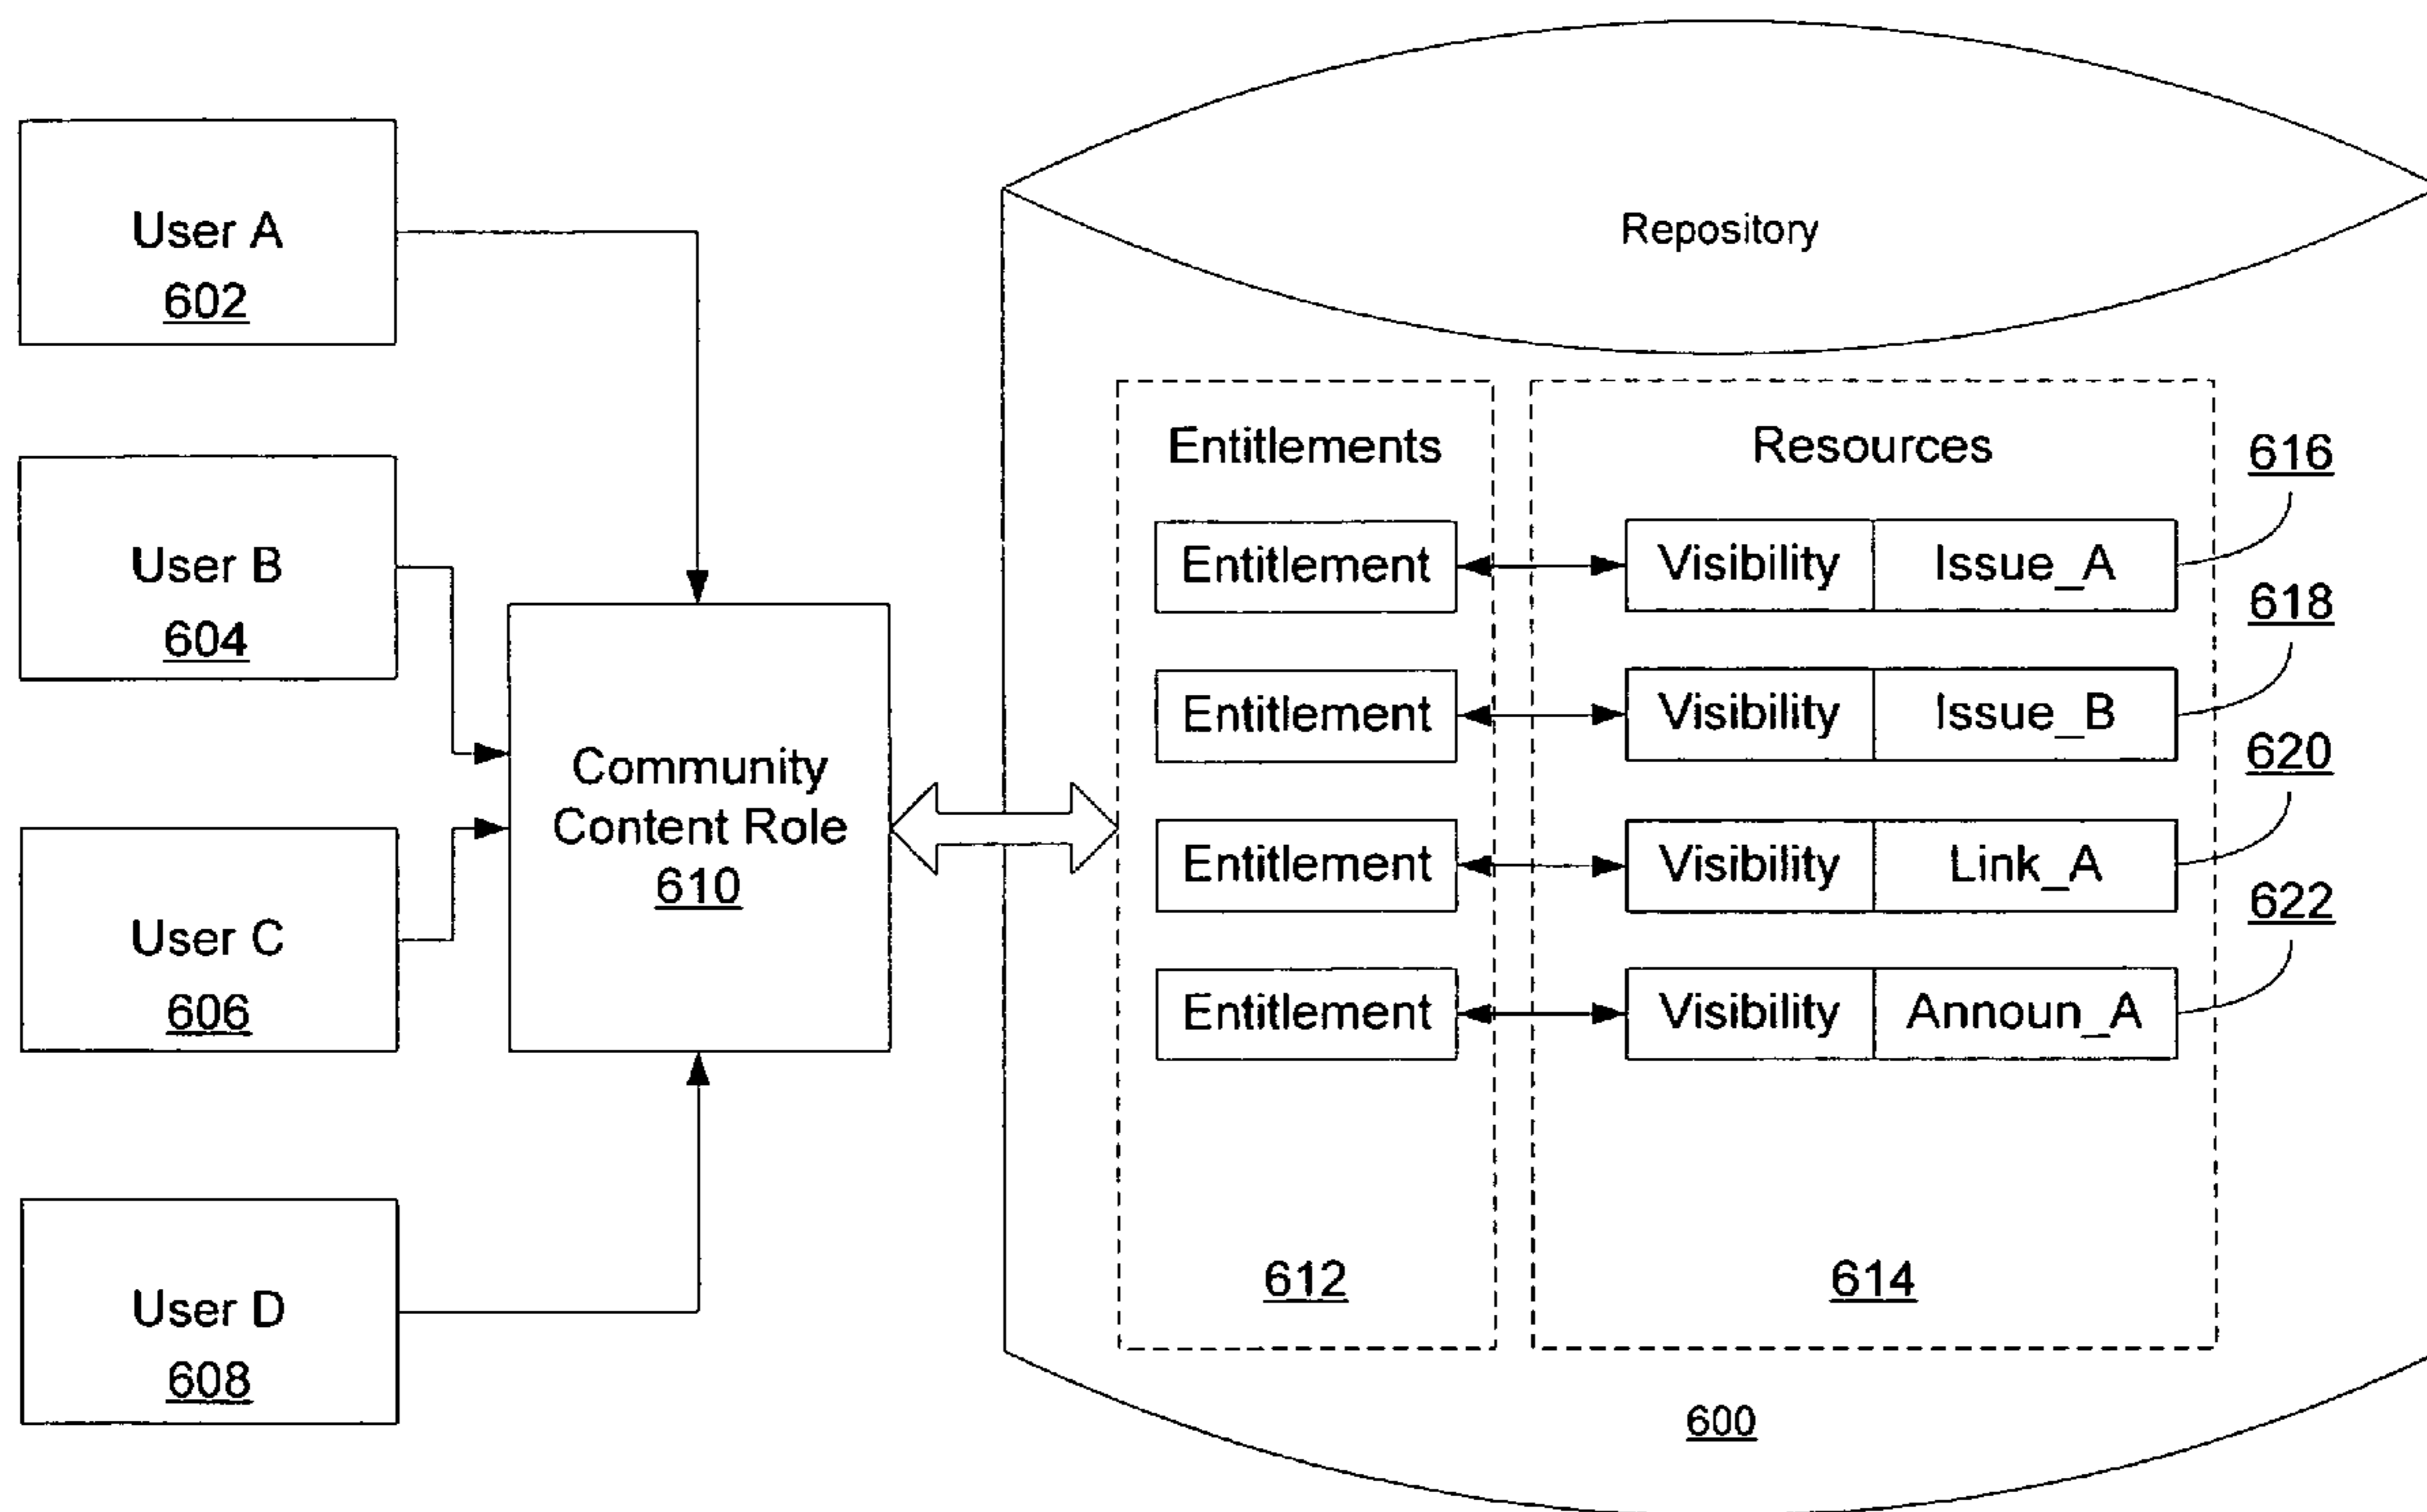 User A
602
User B
604
User C
606
User D
608
Community
Content Role
610
Repository
Entitlements
Entitlement
Entitlement
Entitlement
Entitlement
612
Resources
Visibility Issue_A
Visibility Issue_B
Visibility Link_A
Visibility Announ_A
614
616
618
620
622
600